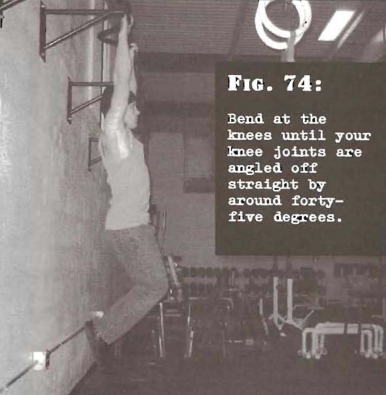 FIG. 74:
Bend at the
knees until your
knee joints are
angled off
straight by
around forty-
five degrees.